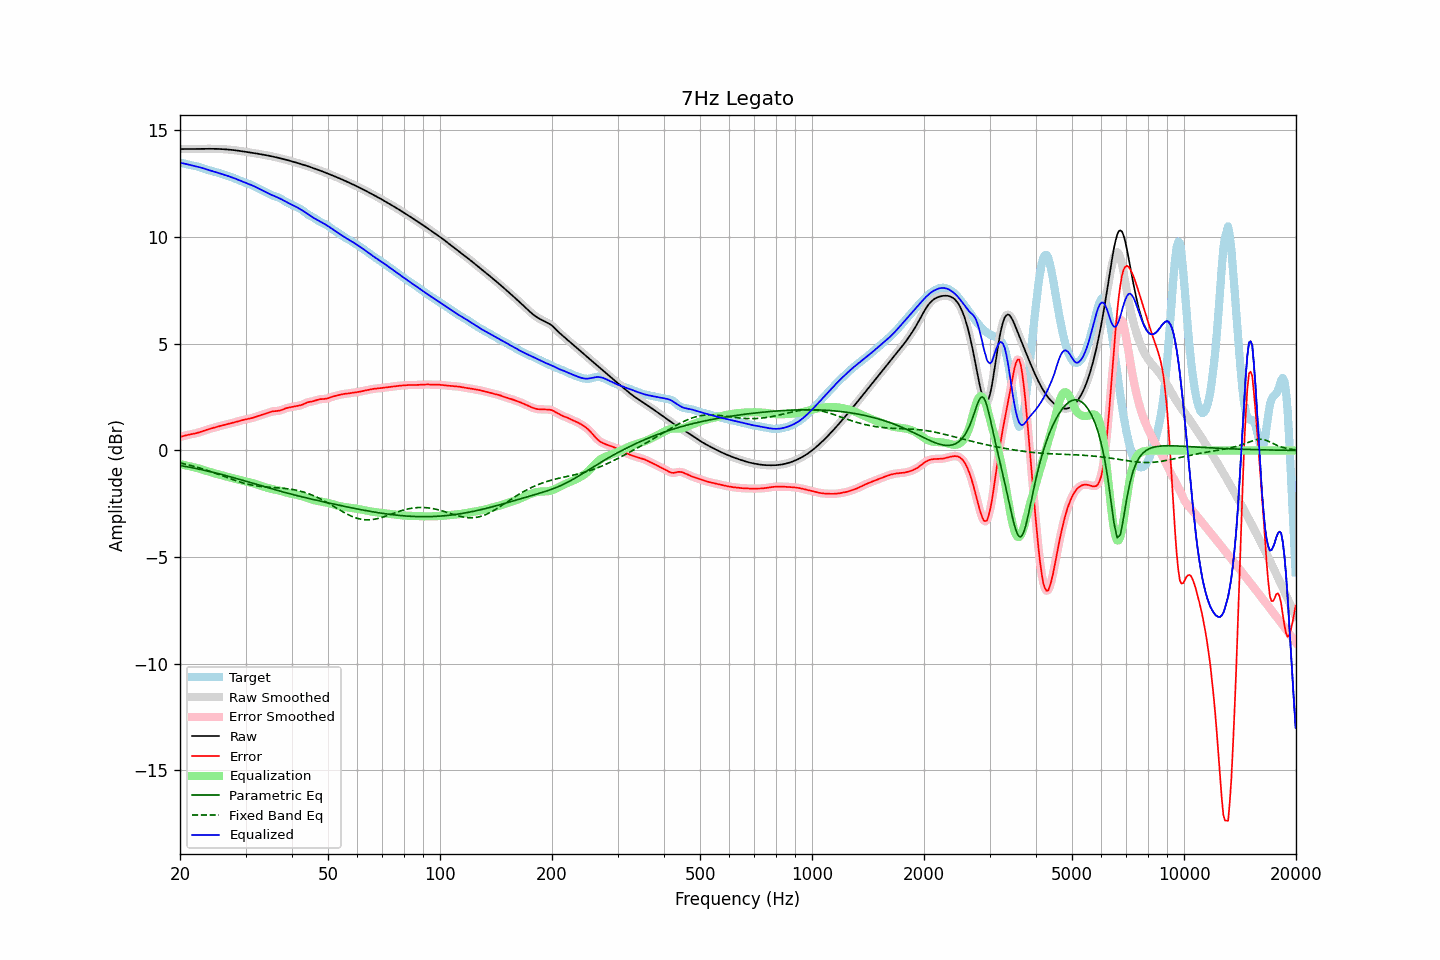 7Hz Legato
15
10
5
0
−5
−10
−15
Amplitude (dBr)
Target
Raw Smoothed
Error Smoothed
Raw
Error
Equalization
Parametric Eq
Fixed Band Eq
Equalized
20 50 100 200 500 1000 2000 5000 10000 20000
Frequency (Hz)